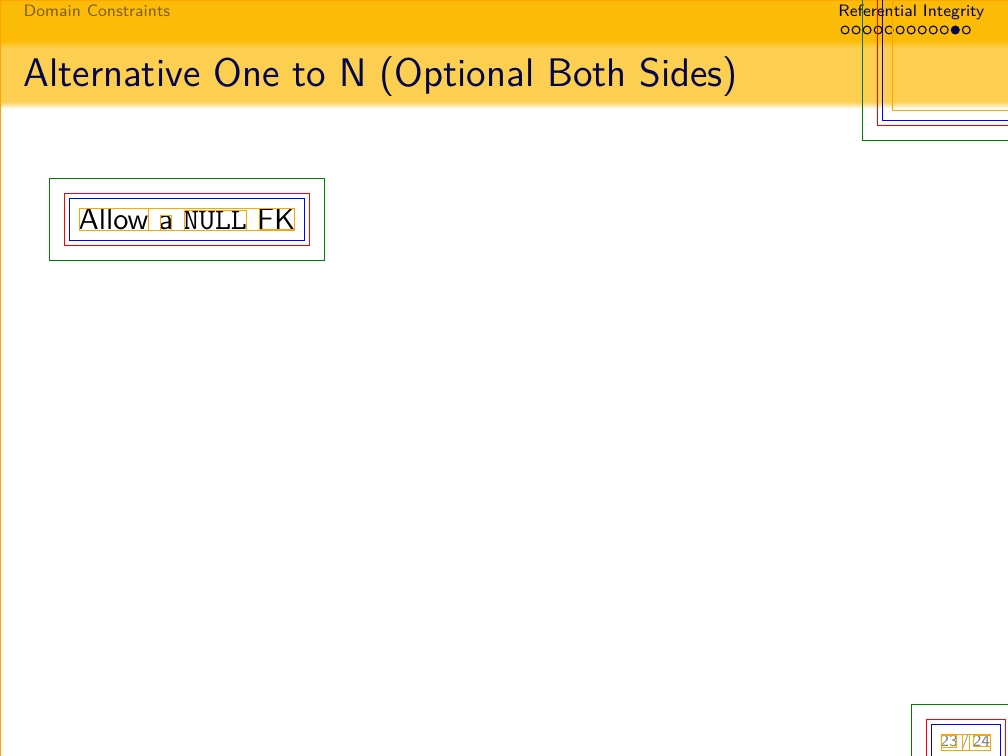 Domain Constraints
Referential Integrity
Alternative One to N (Optional Both Sides)
Allow a NULL FK
23 / 24